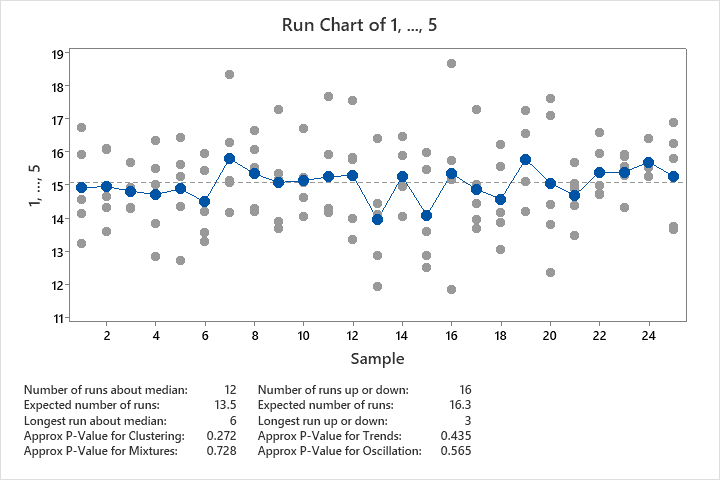 Run Chart of 1, ..., 5
1, ..., 5
19
18
17
16
15
14
13
12
11
2 4 6 8 10 12 14 16 18 20 22 24
Sample
Number of runs about median: 12 Number of runs up or down: 16
Expected number of runs: 13.5 Expected number of runs: 16.3
Longest run about median: 6 Longest run up or down: 3
Approx P-Value for Clustering: 0.272 Approx P-Value for Trends: 0.435
Approx P-Value for Mixtures: 0.728 Approx P-Value for Oscillation: 0.565